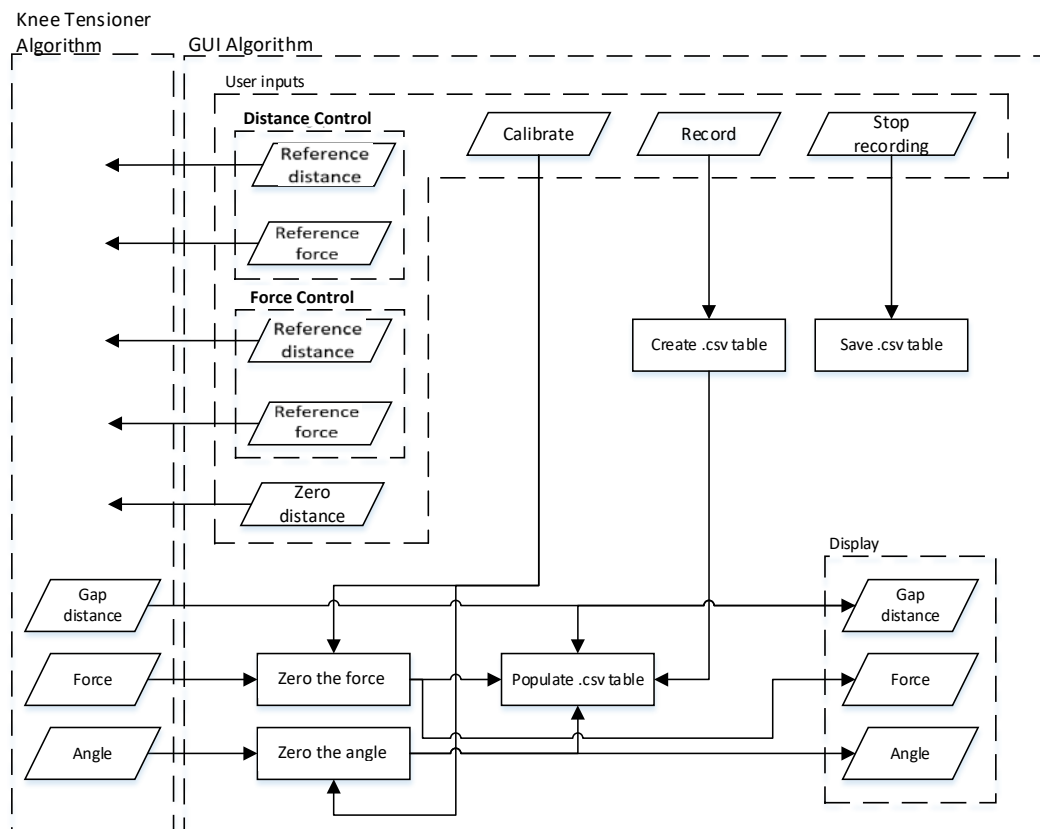 Knee Tensioner
Algorithm
GUI Algorithm
User inputs
Distance Control
Reference
distance
Reference
force
Force Control
Reference
distance
Reference
force
Zero
distance
Calibrate
Record
Stop
recording
Create .csv table
Save .csv table
Display
Gap
distance
Gap
distance
Force
Zero the force
Populate .csv table
Force
Angle
Zero the angle
Angle